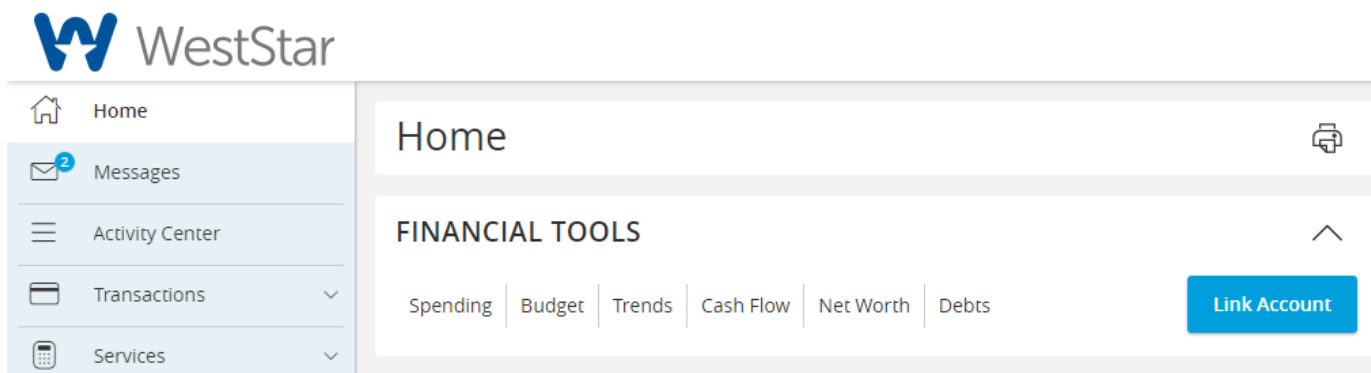 WestStar
Home
2
Messages
Activity Center
Transactions
Services
Home
FINANCIAL TOOLS
Spending Budget Trends Cash Flow Net Worth Debts Link Account